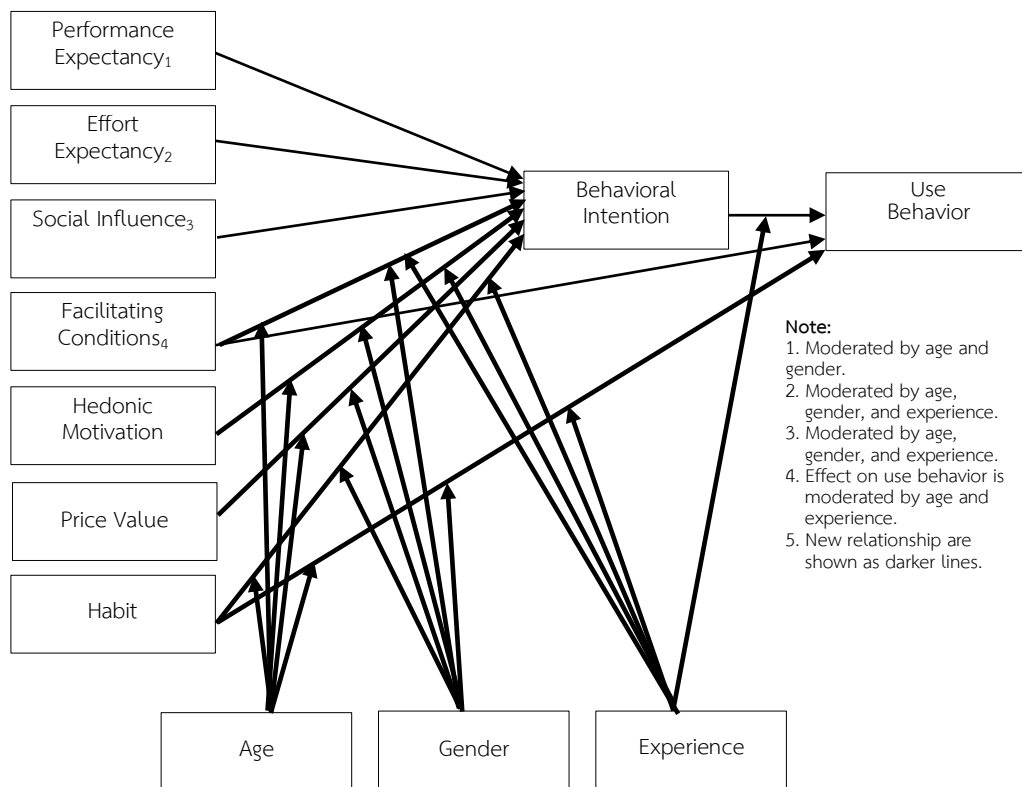 Performance
Expectancy1
Effort
Expectancy2
Social Influence3
Facilitating
Conditions4
Hedonic
Motivation
Price Value
Habit
Behavioral
Intention
Use
Behavior
Note:
1. Moderated by age and
gender.
2. Moderated by age,
gender, and experience.
3. Moderated by age,
gender, and experience.
4. Effect on use behavior is
moderated by age and
experience.
5. New relationship are
shown as darker lines.
Age
Gender
Experience